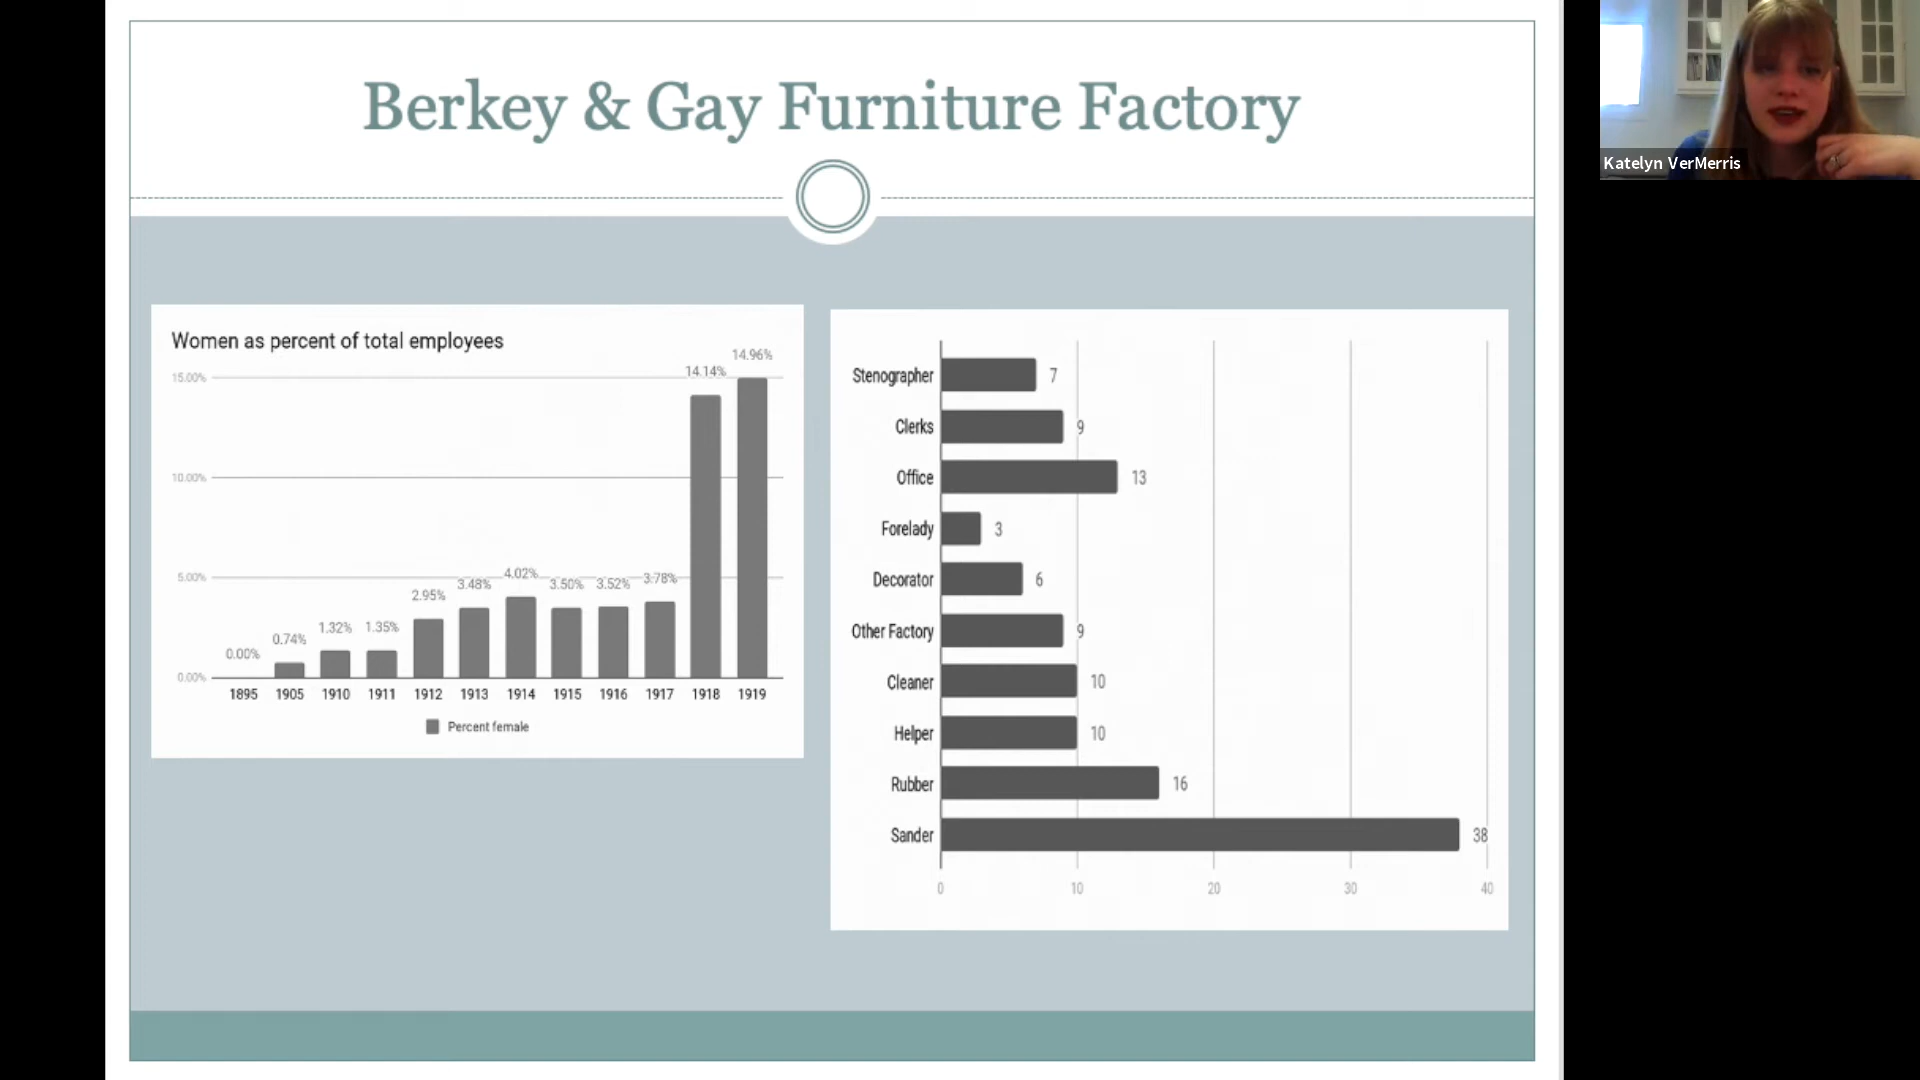 Berkey & Gay Furniture Factory
Katelyn VerMerris
Women as percent of total employees
15.00%
10.00%
5.00%
0.00%
0.00%
0.74%
1.32%
1.35%
2.95%
3.48%
4.02%
3.50%
3.52%
3.78%
14.14%
14.96%
1895 1905 1910 1911 1912 1913 1914 1915 1916 1917 1918 1919
Percent female
Stenographer 7
Clerks 9
Office 13
Forelady 3
Decorator 6
Other Factory 9
Cleaner 10
Helper 10
Rubber 16
Sander 38
0 10 20 30 40